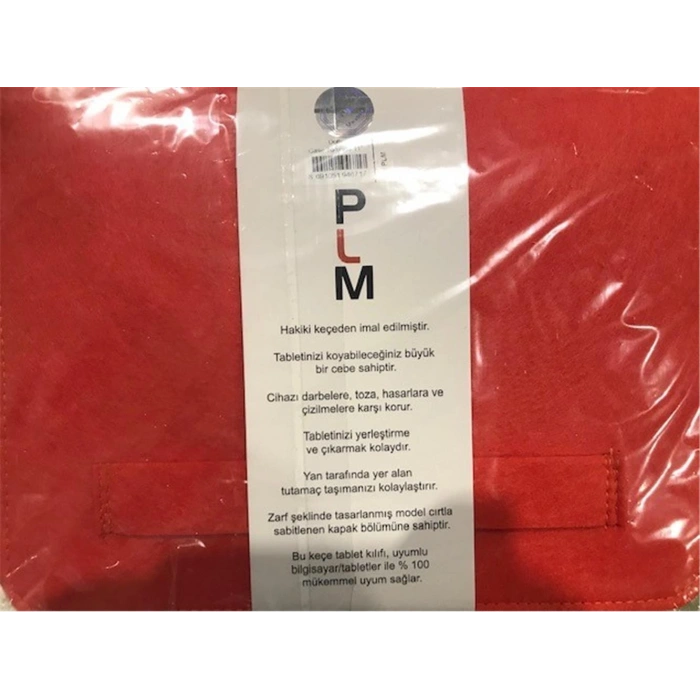 PLM
P
L
M
Hakiki keçeden imal edilmiştir.
Tabletinizi koyabileceğiniz büyük
bir cebe sahiptir.
Cihazı darbelere, toza, hasarlara ve
çizilmelere karşı korur.
Tabletinizi yerleştirme
ve çıkarmak kolaydır.
Yan tarafında yer alan
tutamaç taşımanızı kolaylaştırır.
Zarf şeklinde tasarlanmış model cırtla
sabitlenen kapak bölümüne sahiptir.
Bu keçe tablet kılıfı, uyumlu
bilgisayar/tabletler ile % 100
mükemmel uyum sağlar.